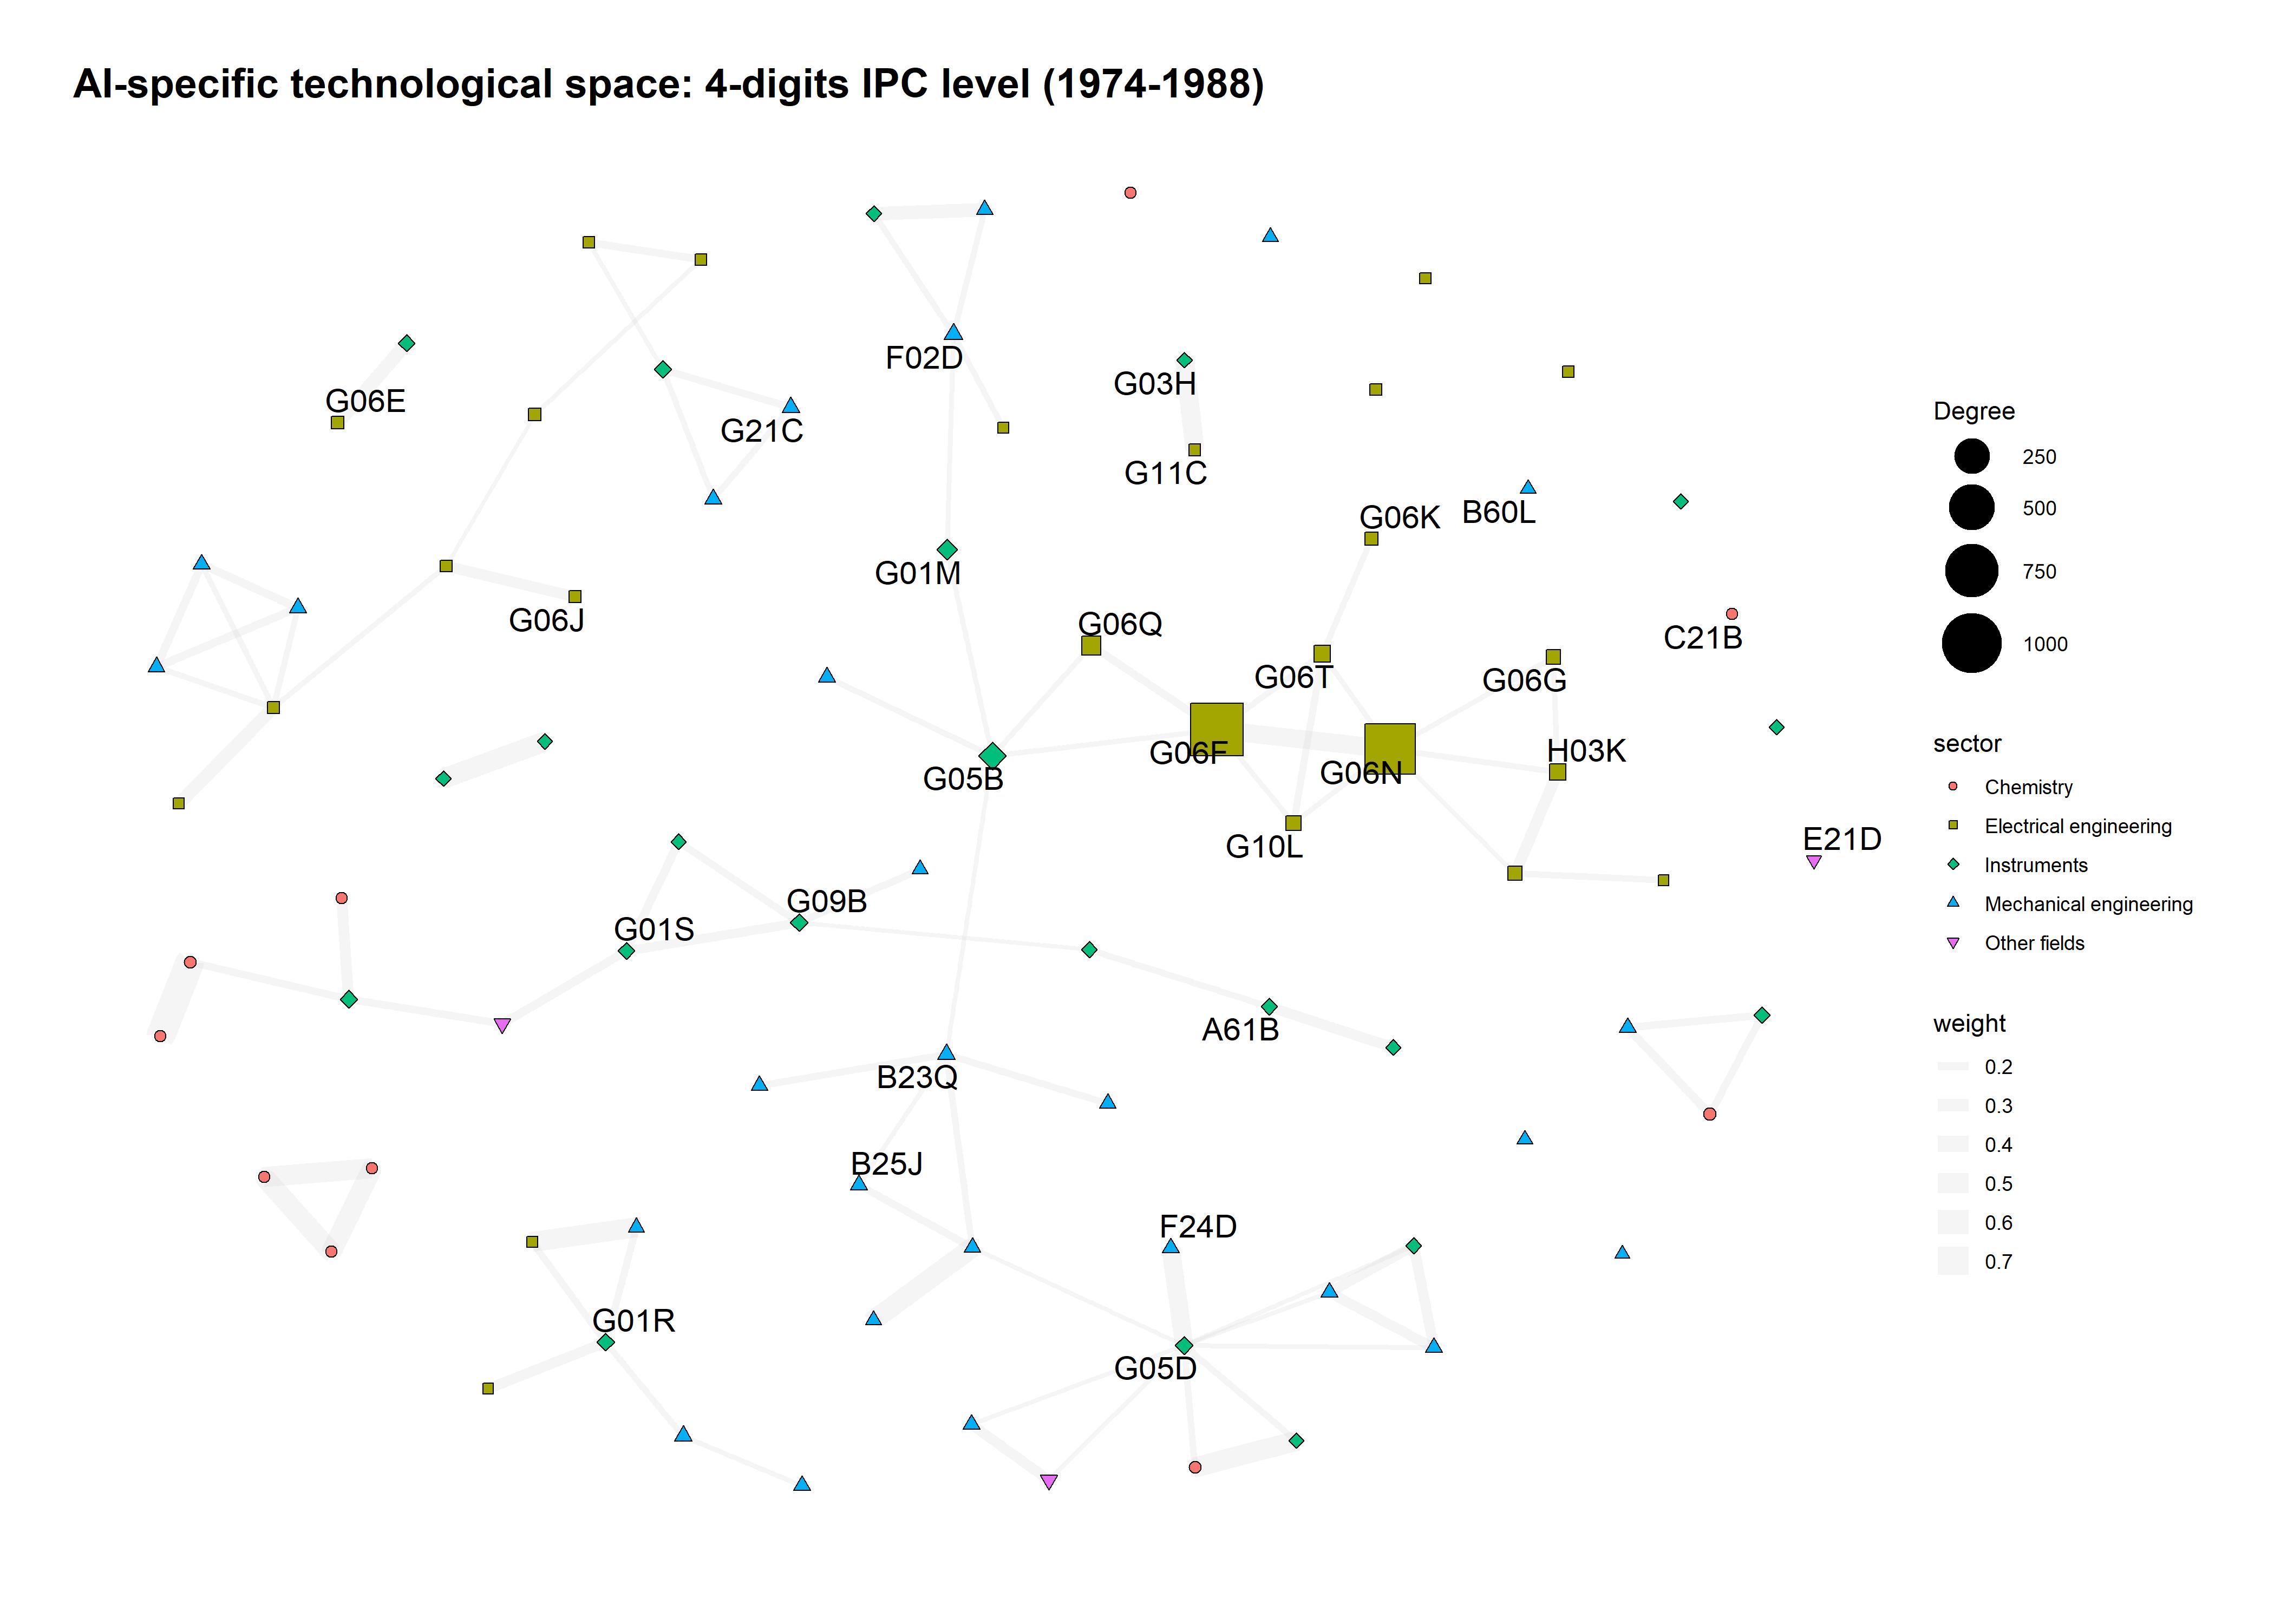 AI-specific technological space: 4-digits IPC level (1974-1988)
F02D
G03H
G06E
G21C
G11C
G06K
B60L
G01M
G06J
G06Q
G06T
G06G
C21B
G06F
G06N
H03K
G05B
G10L
E21D
G09B
G01S
A61B
B23Q
B25J
F24D
G01R
G05D
Degree
250
500
750
1000
sector
Chemistry
Electrical engineering
Instruments
Mechanical engineering
Other fields
weight
0.2
0.3
0.4
0.5
0.6
0.7